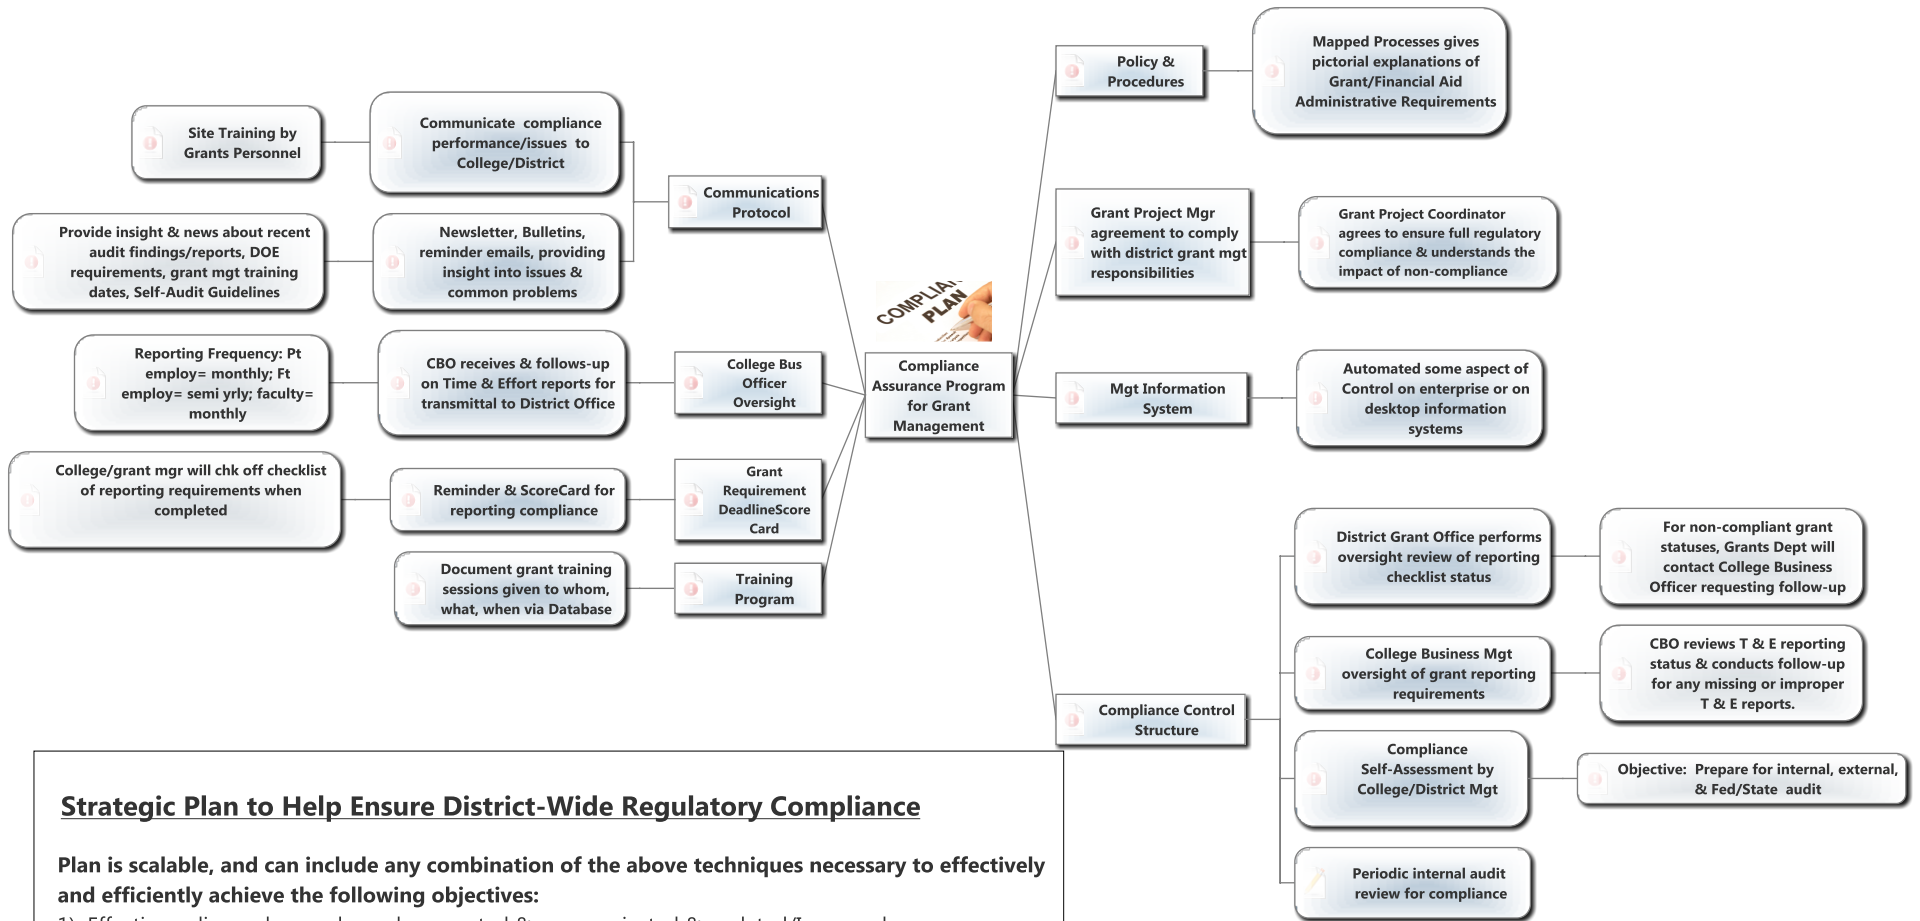 Mapped Processes gives
pictorial explanations of
Grant/Financial Aid
Administrative Requirements
Policy &
Procedures
Site Training by
Grants Personnel
Communicate compliance
performance/issues to
College/District
Communications
Protocol
Provide insight & news about recent
audit findings/reports, DOE
requirements, grant mgt training
dates, Self-Audit Guidelines
Newsletter, Bulletins,
reminder emails, providing
insight into issues &
common problems
Grant Project Mgr
agreement to comply
with district grant mgt
responsibilities
Grant Project Coordinator
agrees to ensure full regulatory
compliance & understands the
impact of non-compliance
PLAN
Reporting Frequency: Pt
employ= monthly; Ft
employ= semi yrly; faculty=
monthly
CBO receives & follows-up
on Time & Effort reports for
transmittal to District Office
College Bus
Officer
Oversight
Compliance
Assurance Program
for Grant
Management
Mgt Information
System
Automated some aspect of
Control on enterprise or on
desktop information
systems
College/grant mgr will chk off checklist
of reporting requirements when
completed
Reminder & ScoreCard for
reporting compliance
Grant
Requirement
DeadlineScore
Card
Document grant training
sessions given to whom,
what, when via Database
Training
Program
District Grant Office performs
oversight review of reporting
checklist status
For non-compliant grant
statuses, Grants Dept will
contact College Business
Officer requesting follow-up
College Business Mgt
oversight of grant reporting
requirements
CBO reviews T & E reporting
status & conducts follow-up
for any missing or improper
T & E reports.
Compliance Control
Structure
Compliance
Self-Assessment by
College/District Mgt
Objective: Prepare for internal, external,
& Fed/State audit
Periodic internal audit
review for compliance
Strategic Plan to Help Ensure District-Wide Regulatory Compliance
Plan is scalable, and can include any combination of the above techniques necessary to effectively
and efficiently achieve the following objectives: